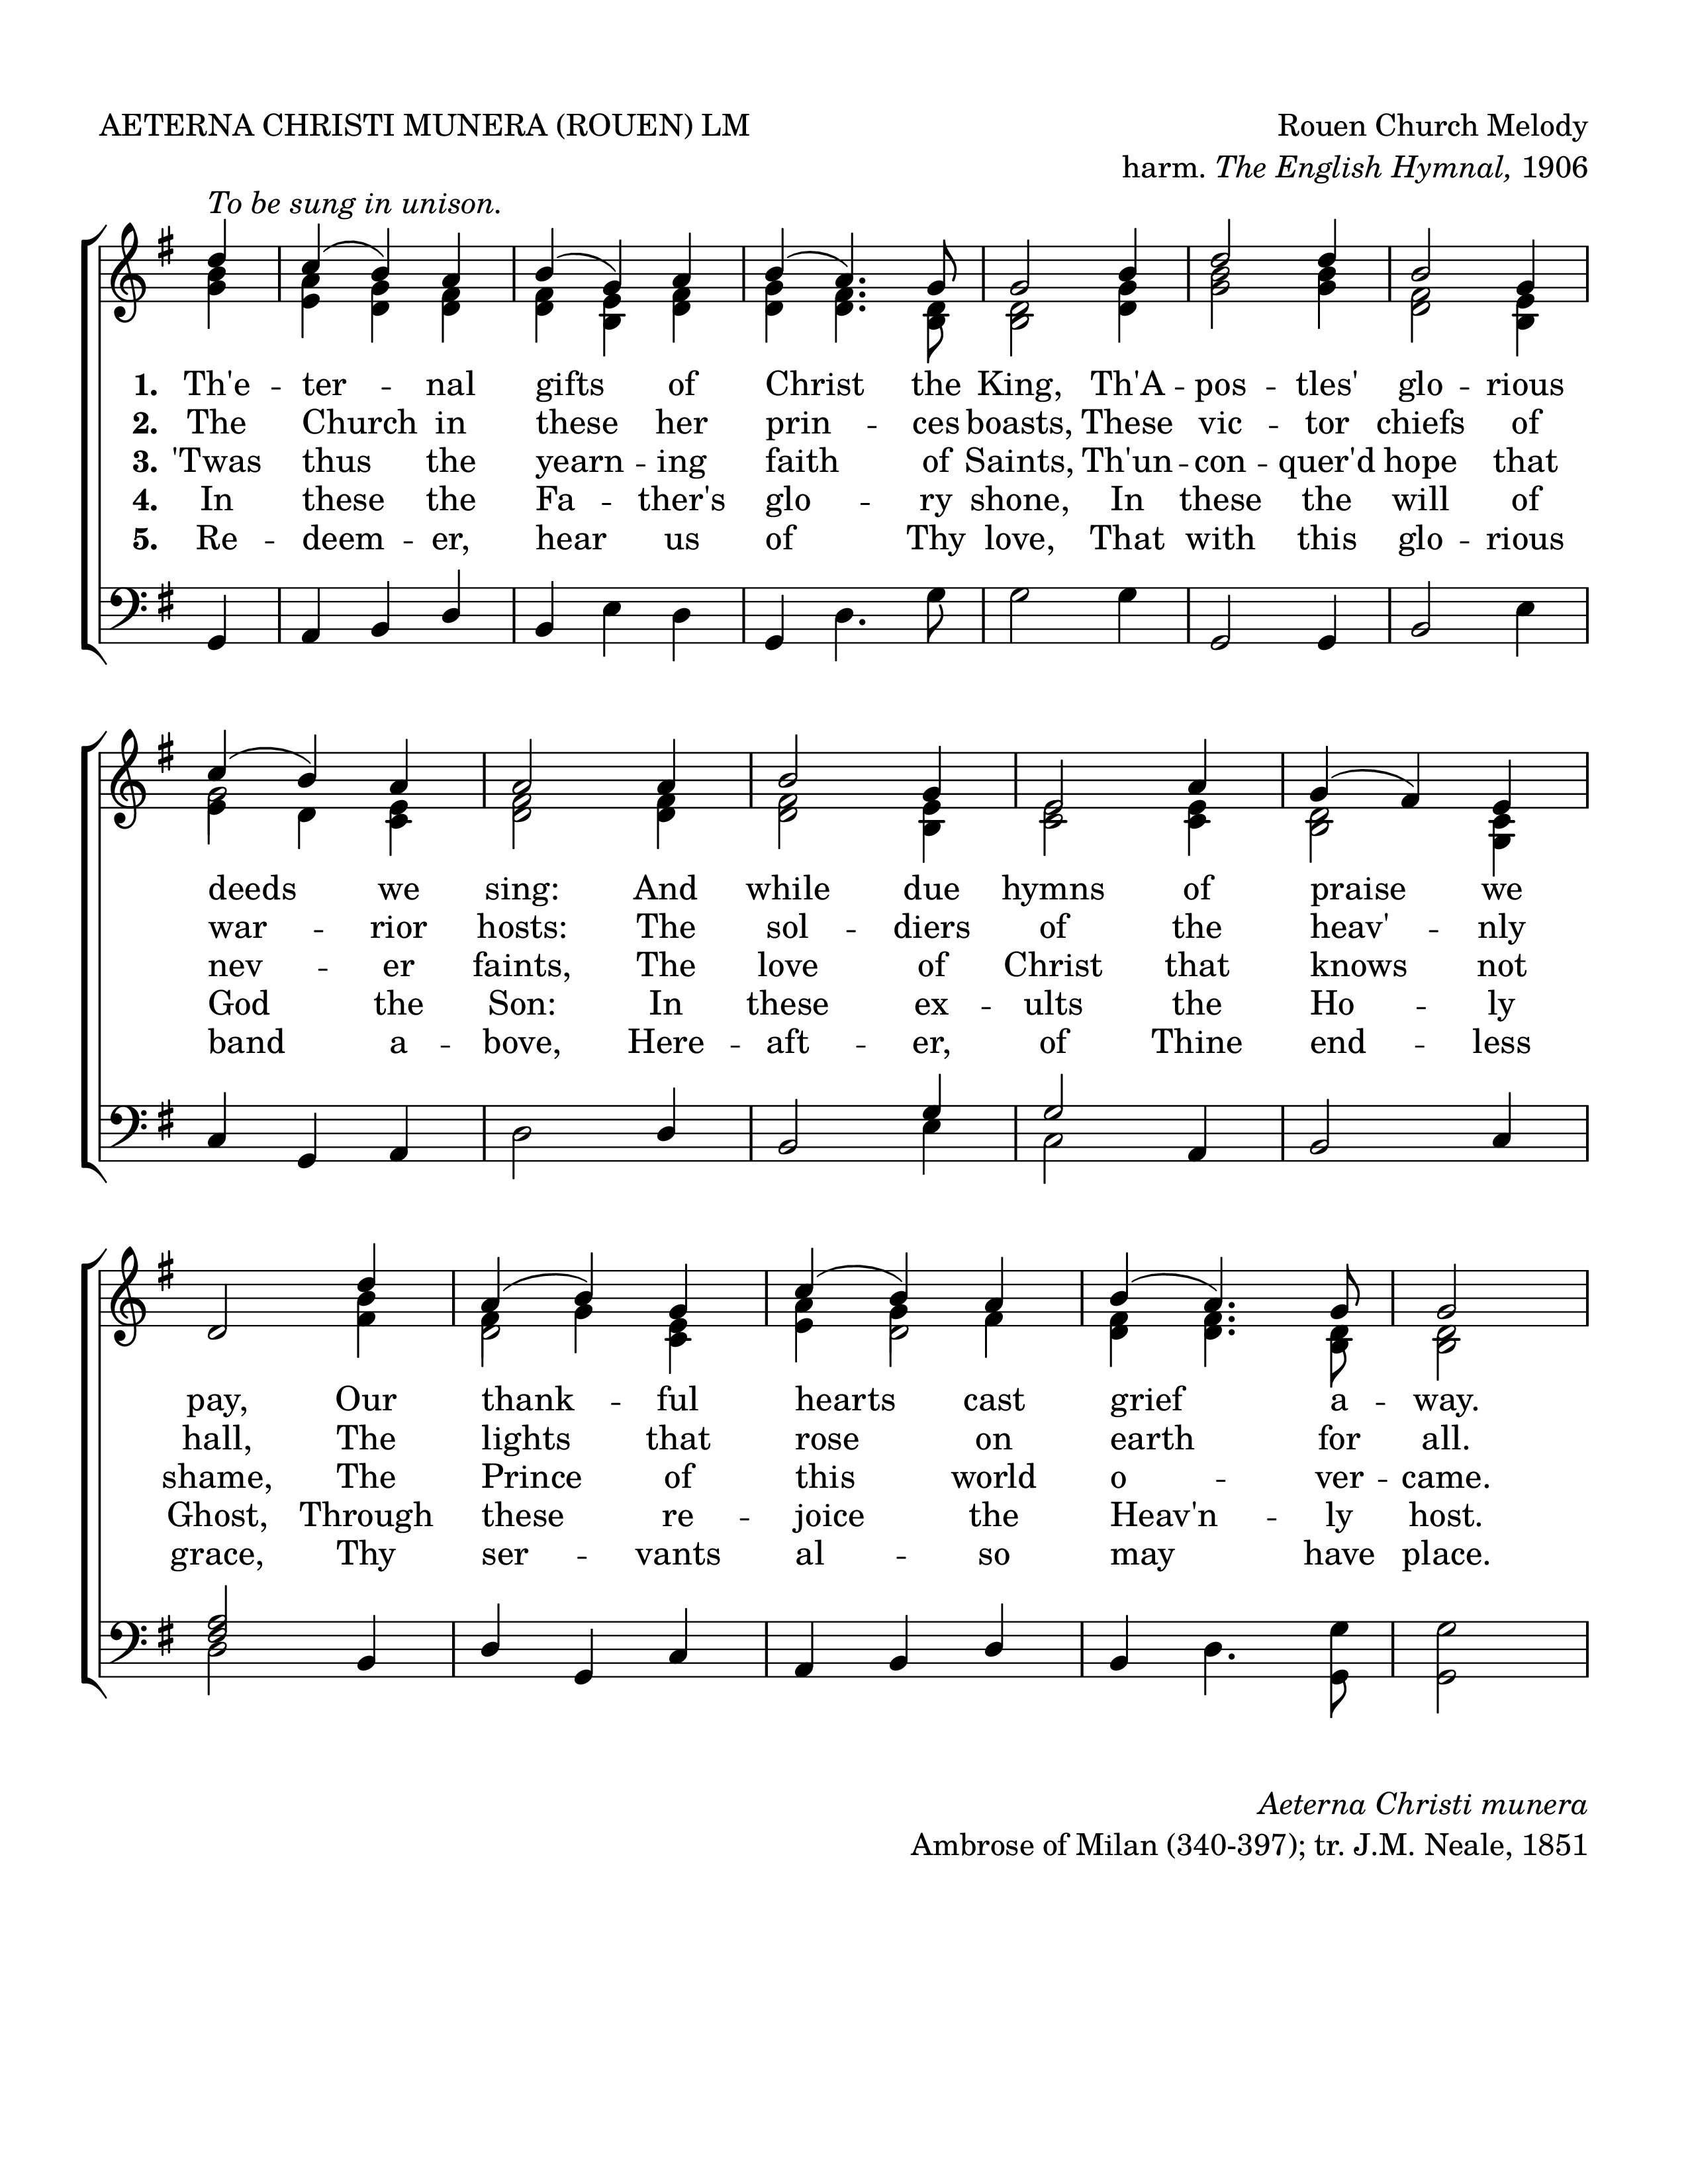 AETERNA CHRISTI MUNERA (ROUEN) LM
Rouen Church Melody
harm. The English Hymnal, 1906
To be sung in unison.
1. Th'e -- ter -- nal gifts of Christ the King, Th'A -- pos -- tles' glo -- rious
2. The Church in these her prin -- ces boasts, These vic -- tor chiefs of
3. 'Twas thus the yearn -- ing faith of Saints, Th'un -- con -- quer'd hope that
4. In these the Fa -- ther's glo -- ry shone, In these the will of
5. Re -- deem -- er, hear us of Thy love, That with this glo -- rious
deeds we sing: And while due hymns of praise we
war -- rior hosts: The sol -- diers of the heav' -- nly
nev -- er faints, The love of Christ that knows not
God the Son: In these ex -- ults the Ho -- ly
band a -- bove, Here -- aft -- er, of Thine end -- less
pay, Our thank -- ful hearts cast grief a -- way.
hall, The lights that rose on earth for all.
shame, The Prince of this world o -- ver -- came.
Ghost, Through these re -- joice the Heav'n -- ly host.
grace, Thy ser -- vants al -- so may have place.
Aeterna Christi munera
Ambrose of Milan (340-397); tr. J.M. Neale, 1851